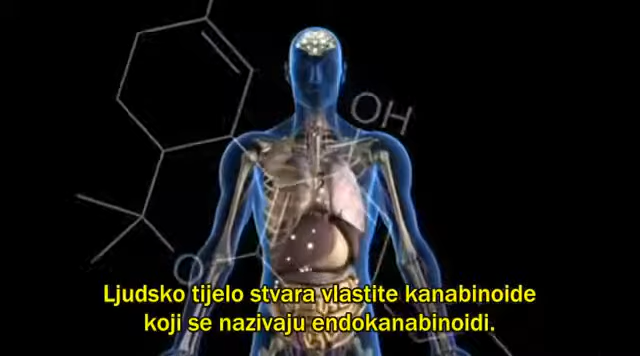 OH
O
Ljudsko tijelo stvara vlastite kanabinoide
koji se nazivaju endokanabinoidi.